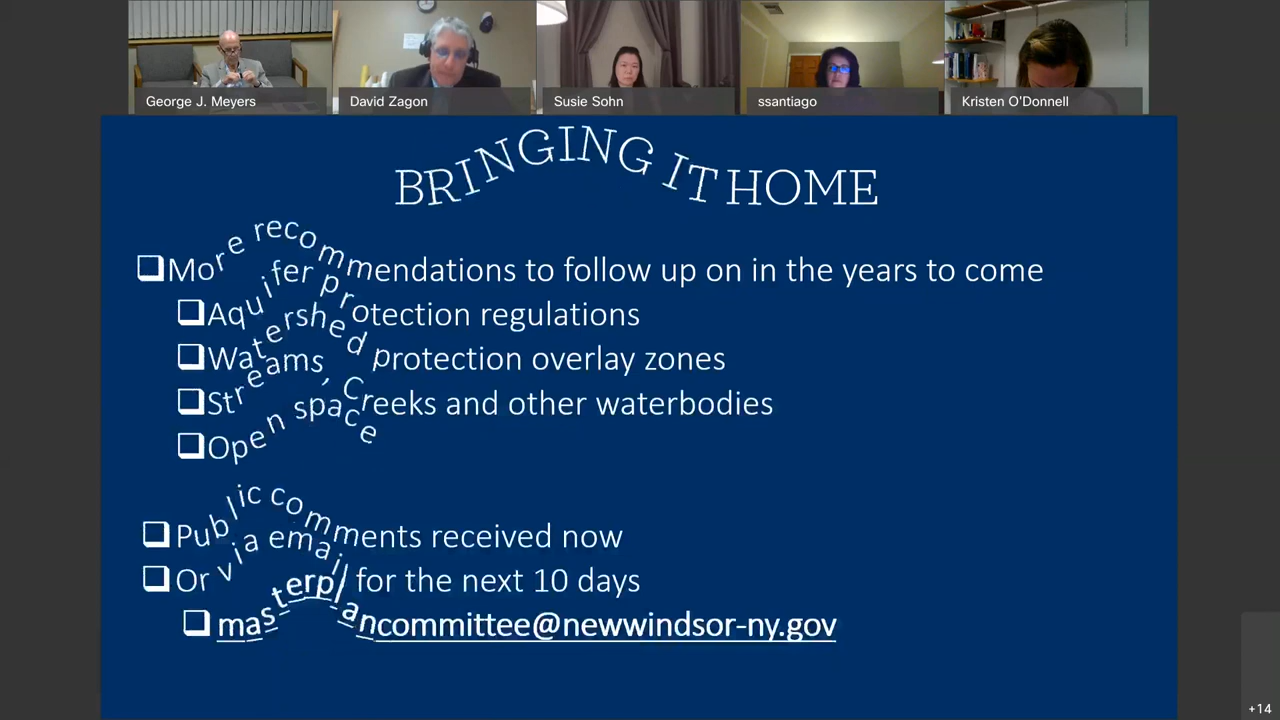 George J. Meyers
David Zagon
Susie Sohn
ssantiago
Kristen O'Donnell
BRINGING IT HOME
More recommendations to follow up on in the years to come
Aquifer protection regulations
Watershed protection overlay zones
Streams, Creeks and other waterbodies
Open space
Public comments received now
Or via email for the next 10 days
masterplancommittee@newwindsor-ny.gov
+14